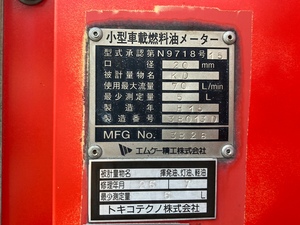 小型車載燃料油メーター
型式承認第N9718号15
口径 20 mm
被計量物名
使用最大流量 70 L/min
最少測定量 L
製造年
製造番号
MFG No.
エムケー精工株式会社
被計量物名 揮発油、灯油、軽油
修理年月
最少測定量 L
トキコテクノ株式会社